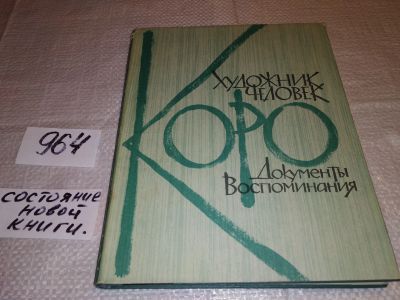 Художник
человек
Коро
Документы
Воспоминания
964
состояние
новой
книги.